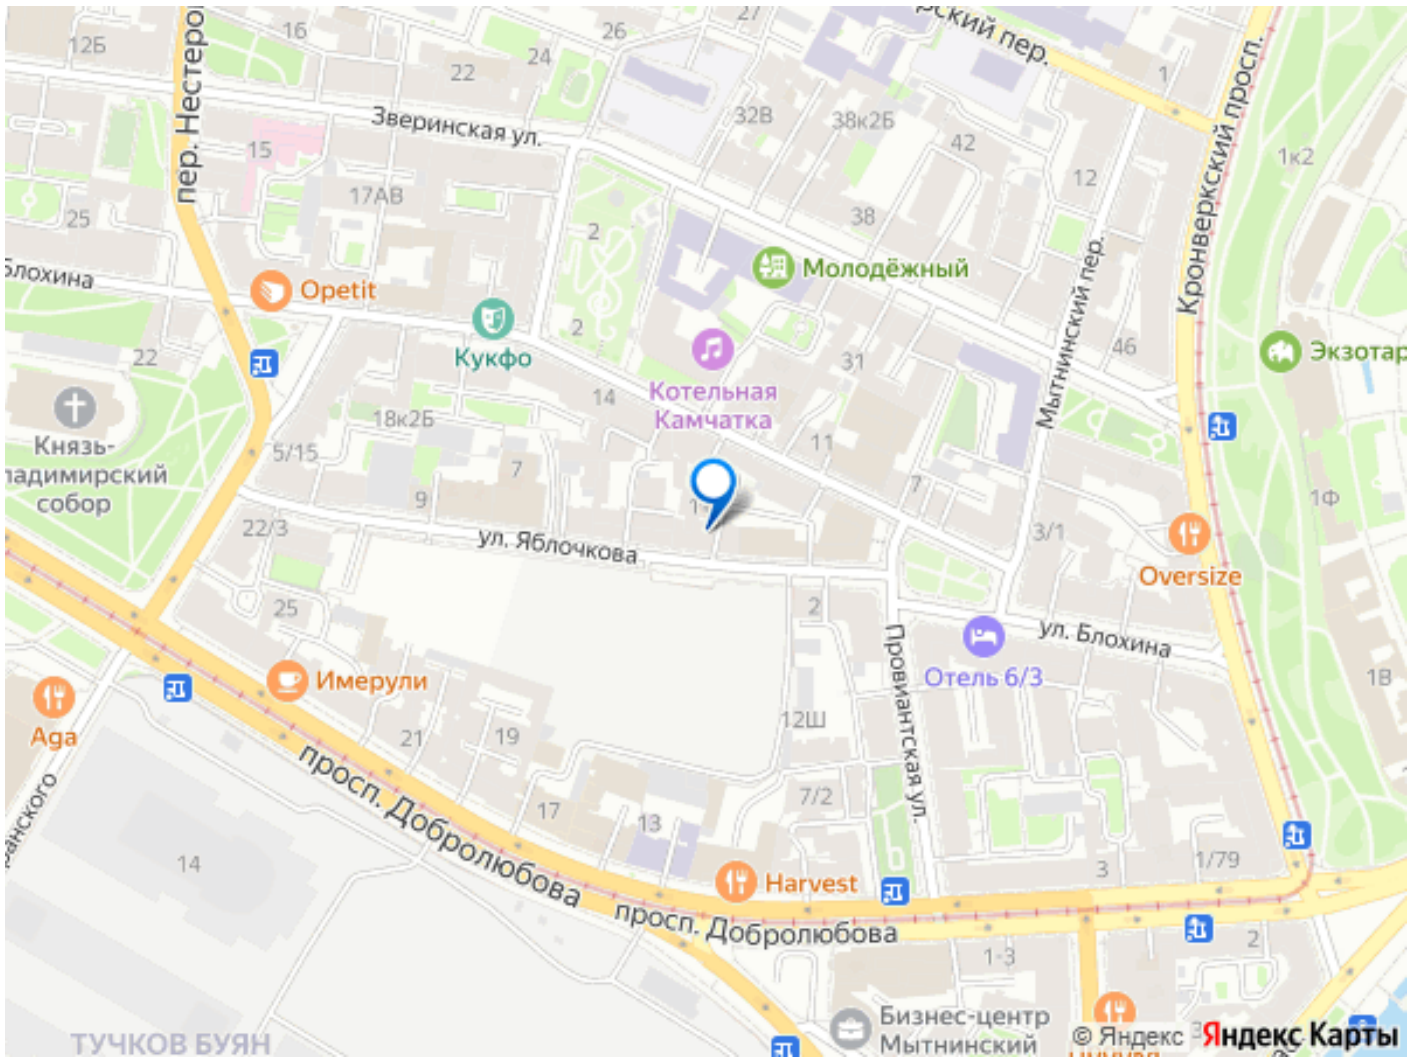 27
26
16
12Б
24
22
ский пер.
1
пер. Нестеро
Зверинская ул.
32В
38к2Б
42
Кронверкский просп.
1к2
15
17АВ
12
25
38
2
Мытнинский пер.
Молодёжный
Блохина
Opetit
2
22
Кукфо
Котельная
Камчатка
31
46
Экзотар
14
18к2Б
Князь-
ладимирский
собор
5/15
7
9
11
7
1Ф
22/3
ул. Яблочкова
3/1
Oversize
25
2
Провиантская ул.
ул. Блохина
Отель 6/3
1В
Имерули
Aga
21
19
12Ш
17
13
7/2
просп. Добролюбова
ранского
14
3
1/79
Harvest
просп. Добролюбова
1-3
2
Бизнес-центр
Мытнинский
ТУЧКОВ БУЯН
© Яндекс
Яндекс Карты